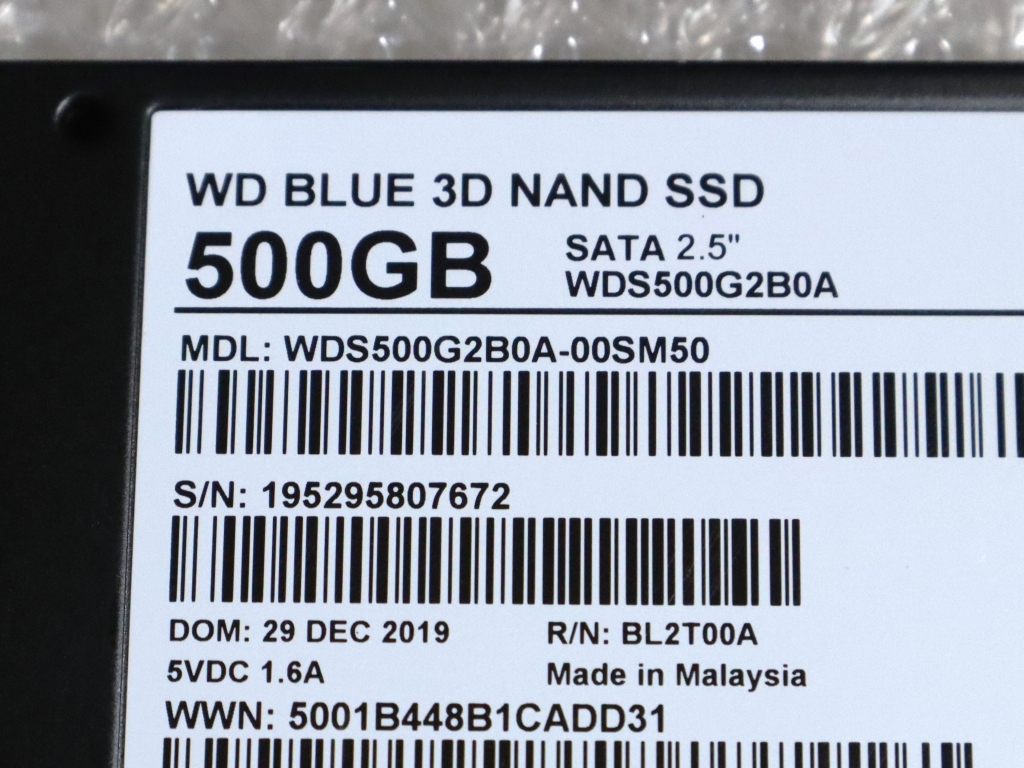 WD BLUE 3D NAND SSD
500GB
SATA 2.5"
WDS500G2B0A
MDL: WDS500G2B0A-00SM50
S/N: 195295807672
DOM: 29 DEC 2019
R/N: BL2T00A
5VDC 1.6A
Made in Malaysia
WWN: 5001B448B1CADD31